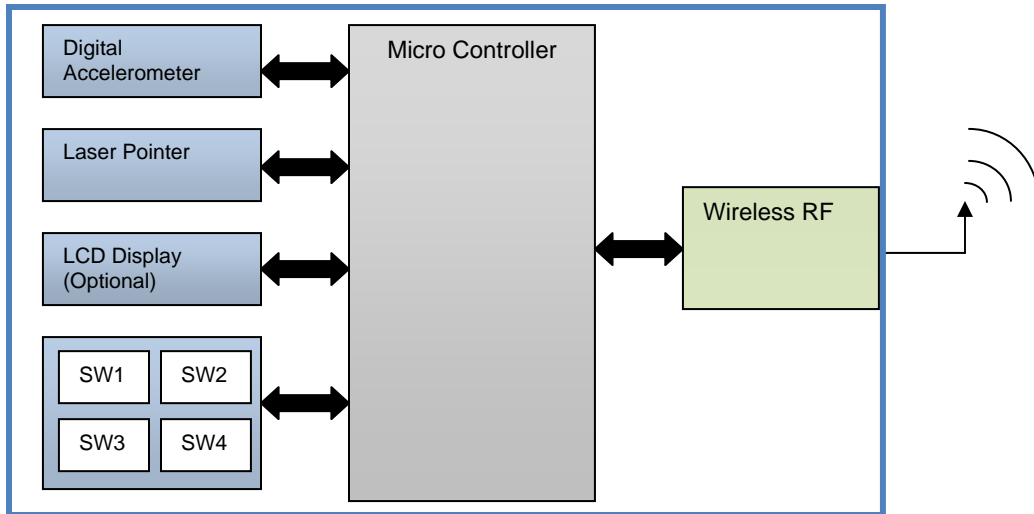 Digital
Accelerometer
Micro Controller
Laser Pointer
Wireless RF
LCD Display
(Optional)
SW1
SW2
SW3
SW4